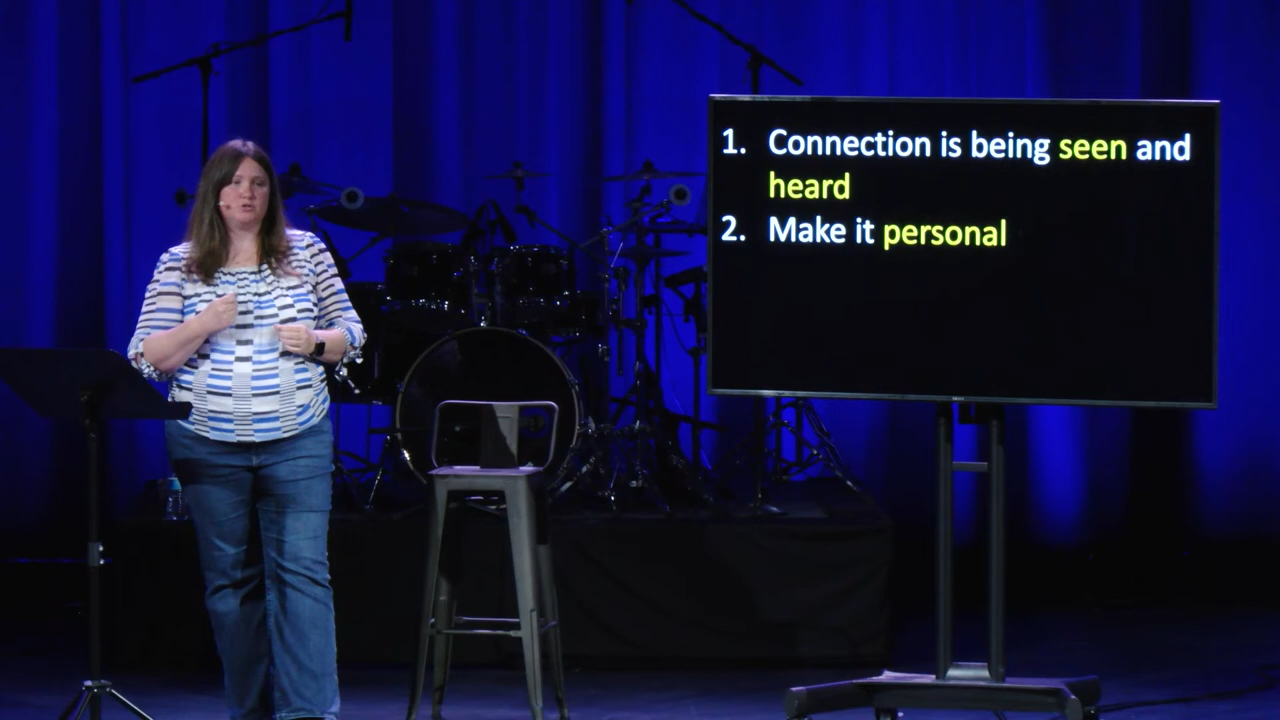 1. Connection is being seen and
heard
2. Make it personal